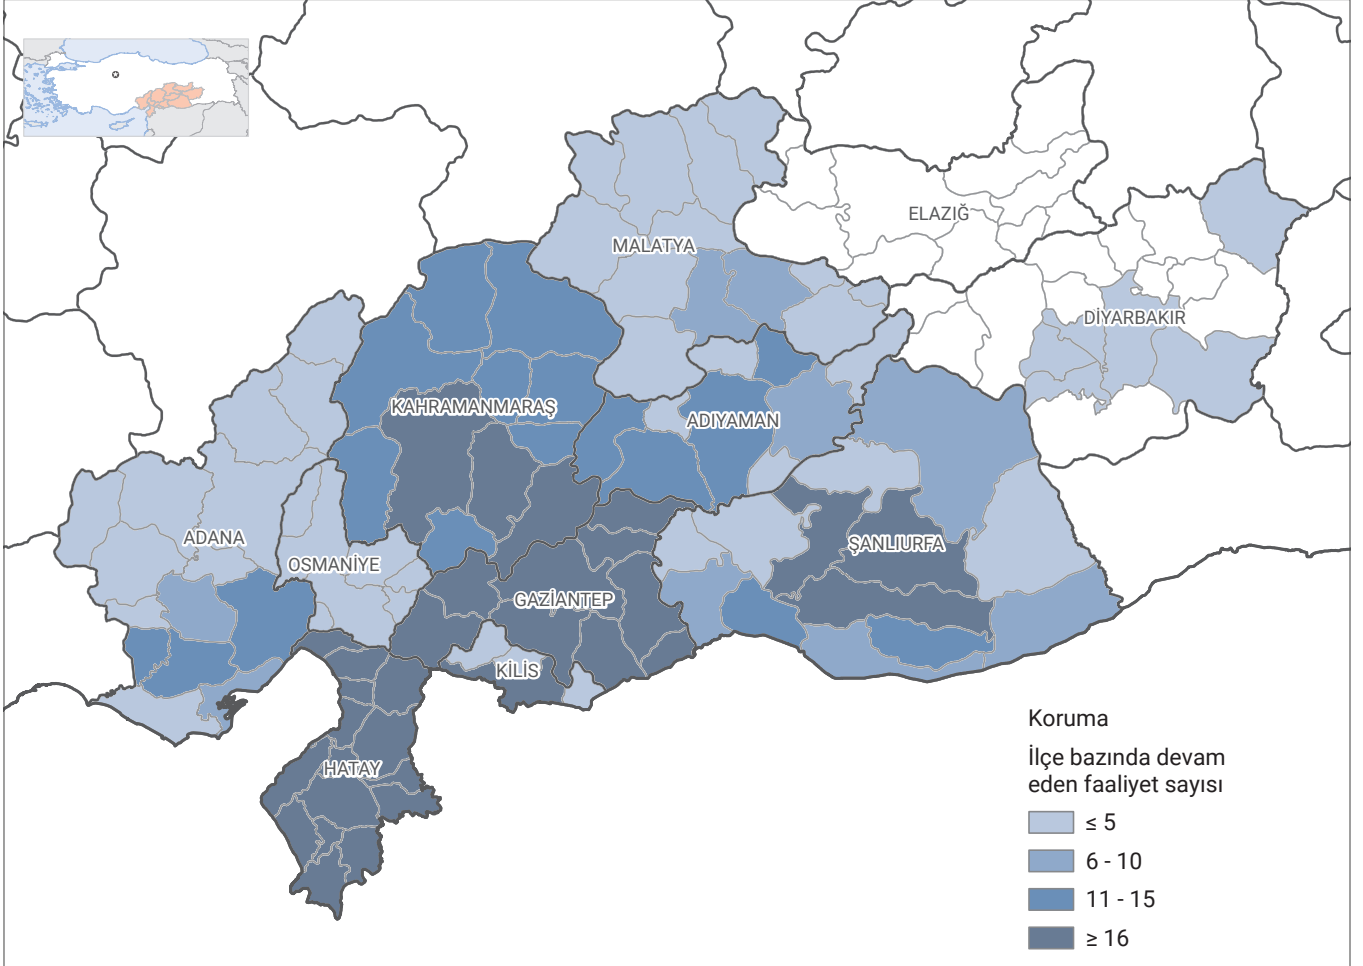 ELAZIĞ
MALATYA
DİYARBAKIR
KAHRAMANMARAŞ
ADIYAMAN
ADANA
OSMANİYE
ŞANLIURFA
GAZİANTEP
KİLİS
HATAY
Koruma
İlçe bazında devam
eden faaliyet sayısı
≤ 5
6 - 10
11 - 15
≥ 16